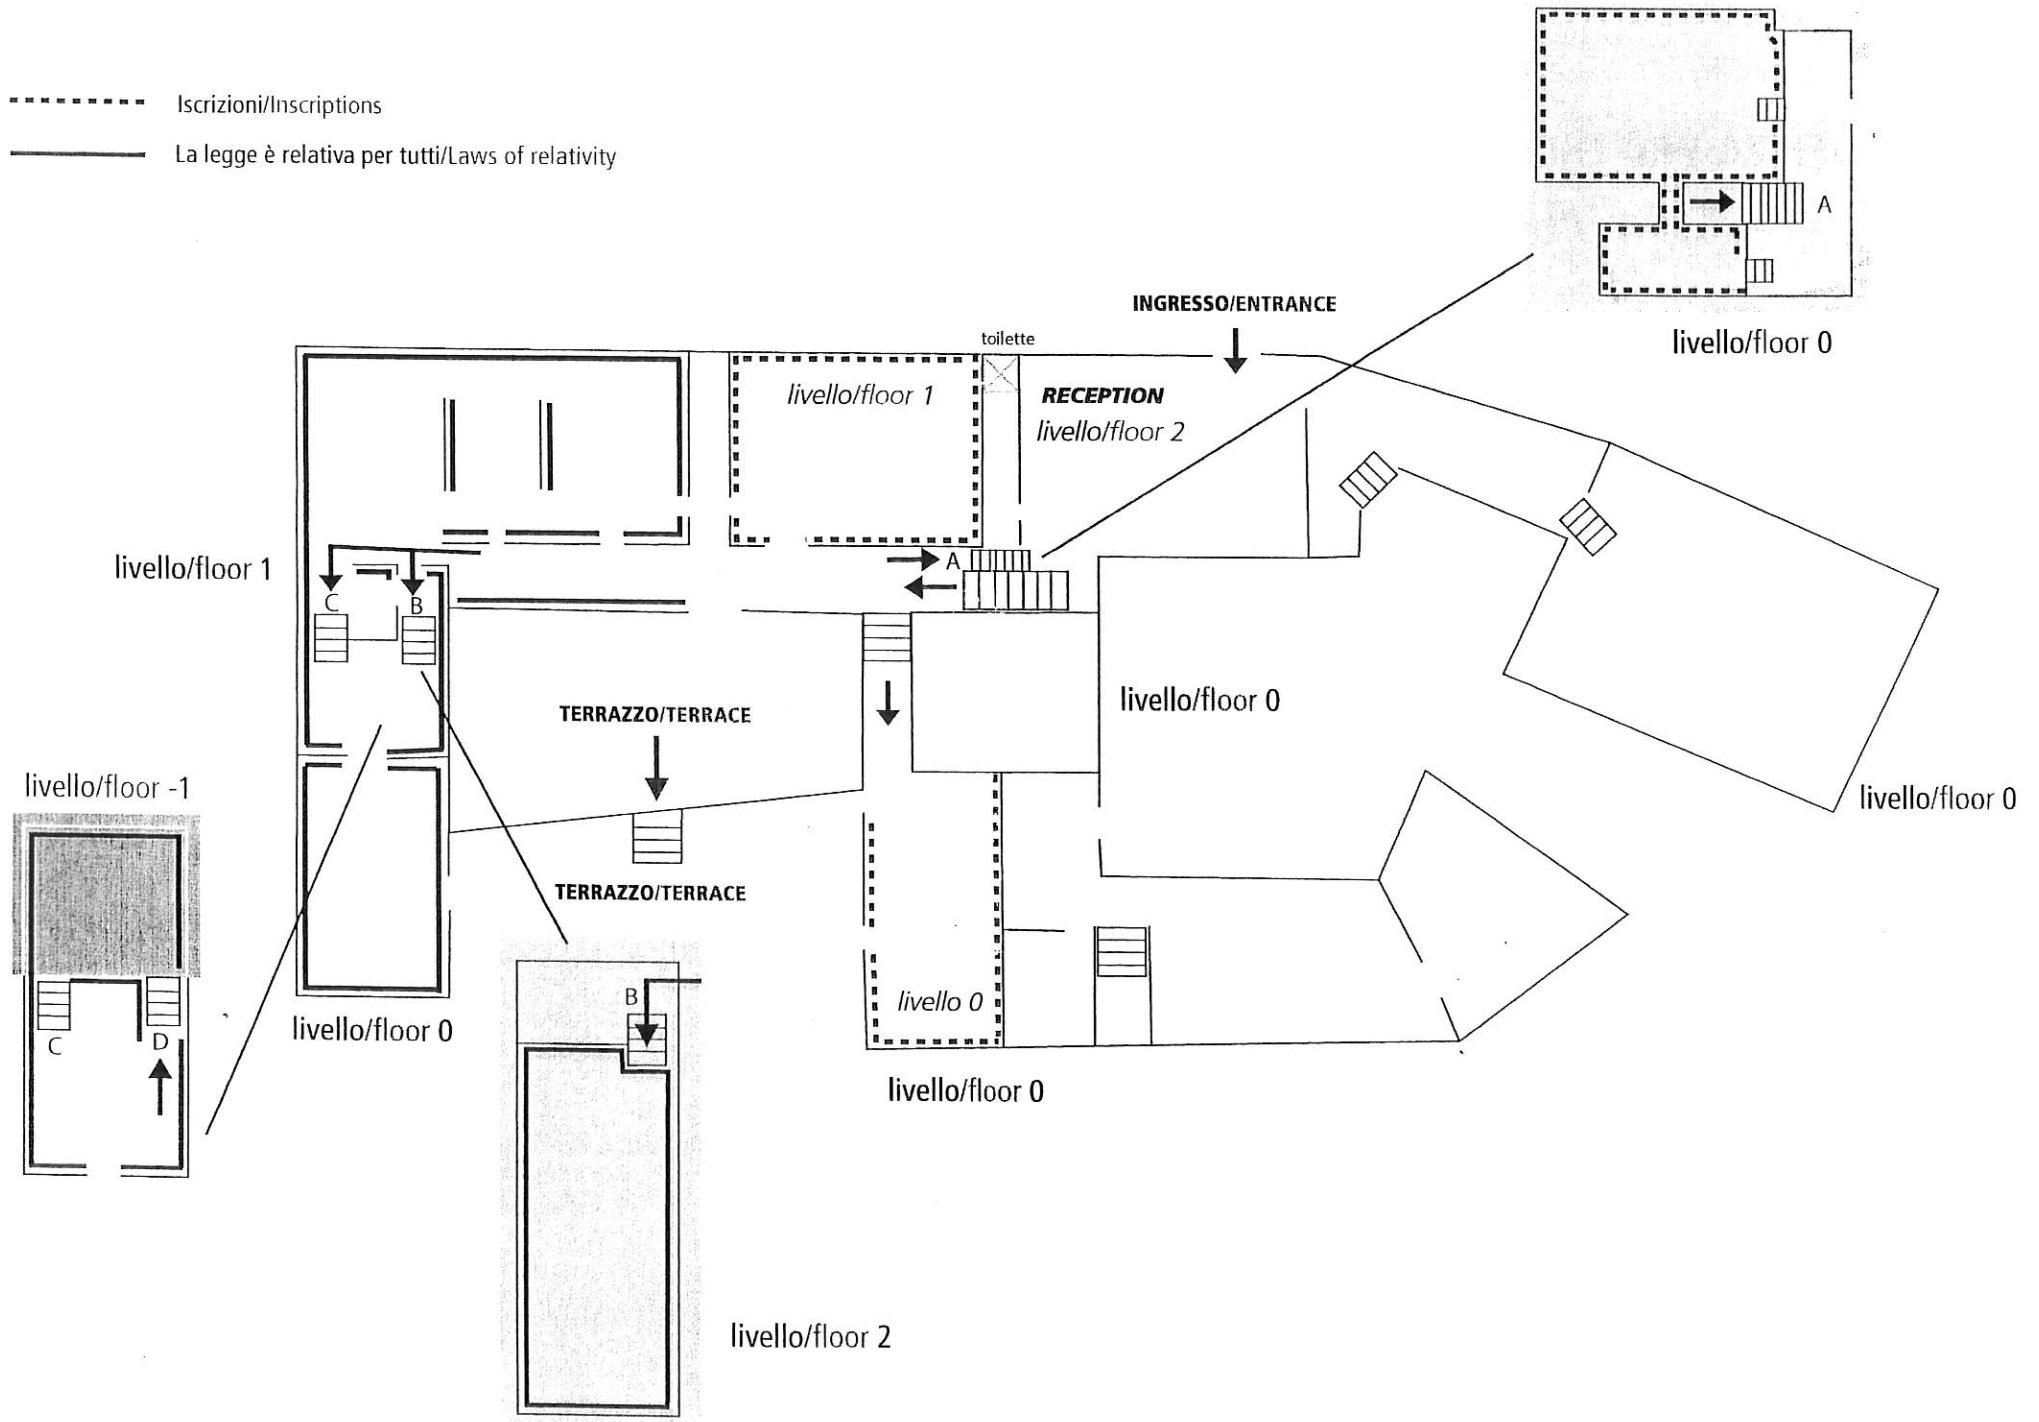 Iscrizioni/Inscriptions
La legge è relativa per tutti/Laws of relativity
A
livello/floor 0
INGRESSO/ENTRANCE
toilette
livello/floor 1
RECEPTION
livello/floor 2
livello/floor 1
A
C
B
livello/floor 0
TERRAZZO/TERRACE
livello/floor -1
livello/floor 0
TERRAZZO/TERRACE
B
livello 0
C
D
livello/floor 0
livello/floor 0
livello/floor 2